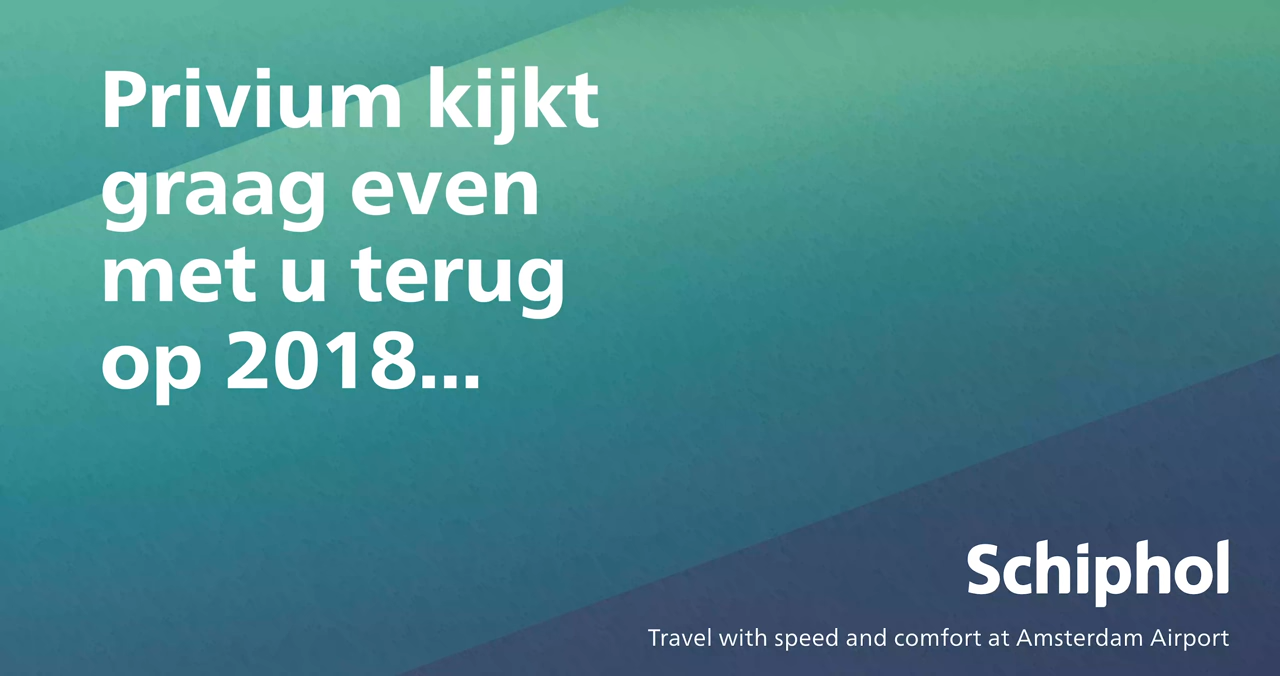 Privium kijkt
graag even
met u terug
op 2018...
Schiphol
Travel with speed and comfort at Amsterdam Airport